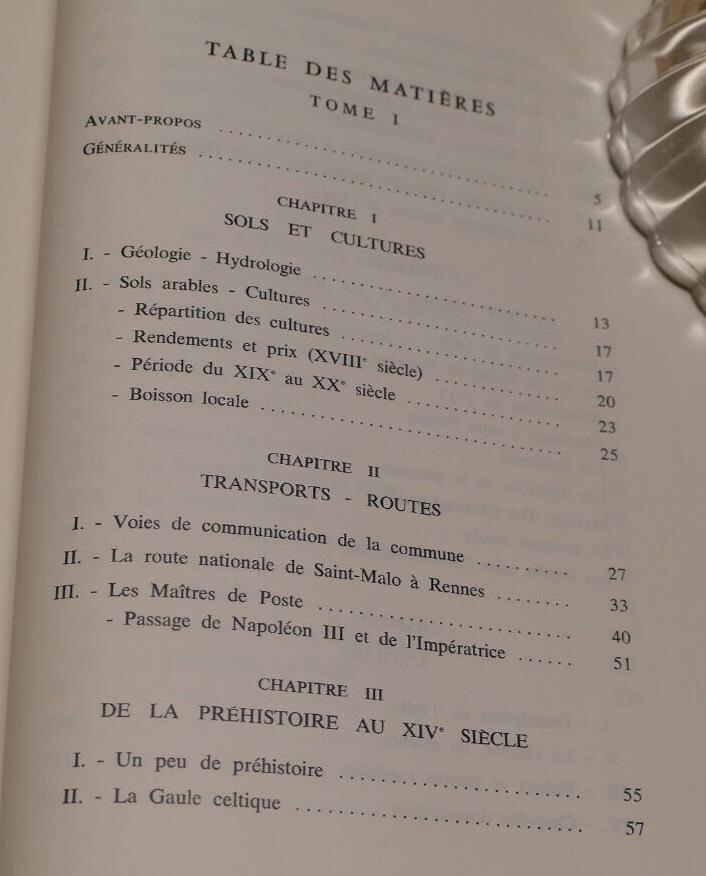 TABLE DES MATIÈRES
TOME I
AVANT-PROPOS ........ 5
GÉNÉRALITÉS ........ 11
CHAPITRE I
SOLS ET CULTURES
I. - Géologie - Hydrologie ........ 13
II. - Sols arables - Cultures ........ 17
- Répartition des cultures ........ 17
- Rendements et prix (XVIIIe siècle) ........ 20
- Période du XIXe au XXe siècle ........ 23
- Boisson locale ........ 25
CHAPITRE II
TRANSPORTS - ROUTES
I. - Voies de communication de la commune ........ 27
II. - La route nationale de Saint-Malo à Rennes ........ 33
III. - Les Maîtres de Poste ........ 40
- Passage de Napoléon III et de l'Impératrice ...... 51
CHAPITRE III
DE LA PRÉHISTOIRE AU XIVe SIÈCLE
I. - Un peu de préhistoire ........ 55
II. - La Gaule celtique ........ 57